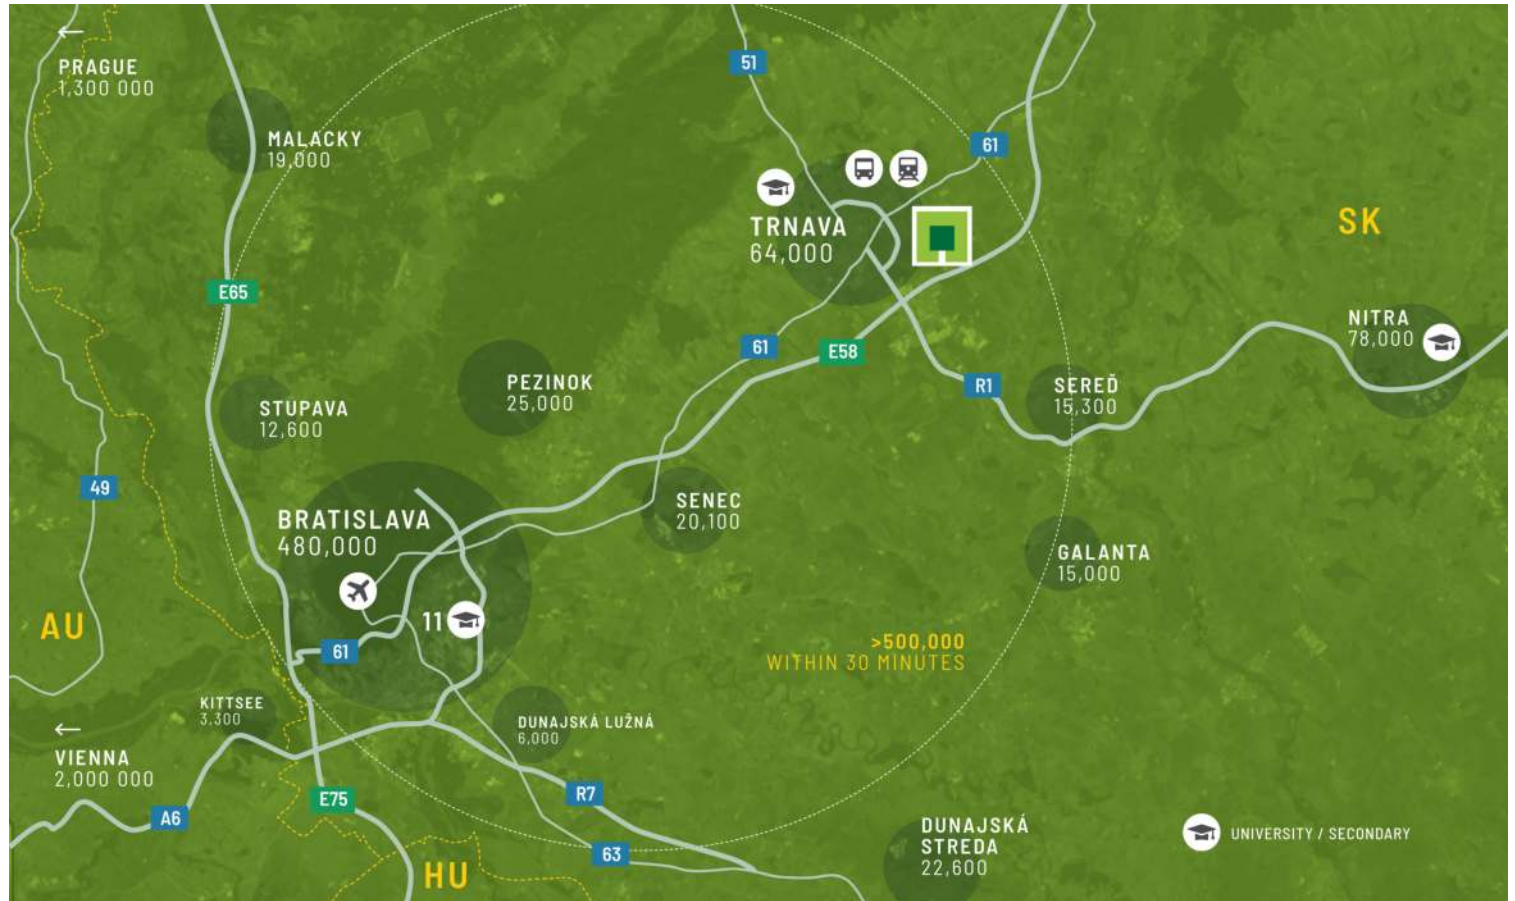 PRAGUE
1,300 000
MALACKY
19,000
51
61
TRNAVA
64,000
SK
E65
NITRA
78,000
61
E58
R1
SEREĎ
15,300
PEZINOK
25,000
STUPAVA
12,600
49
SENEC
20,100
BRATISLAVA
480,000
GALANTA
15,000
AU
11
61
>500,000
WITHIN 30 MINUTES
KITTSEE
3,300
DUNAJSKÁ LUŽNÁ
6,000
VIENNA
2,000 000
E75
R7
A6
63
HU
DUNAJSKÁ
STREDA
22,600
UNIVERSITY / SECONDARY